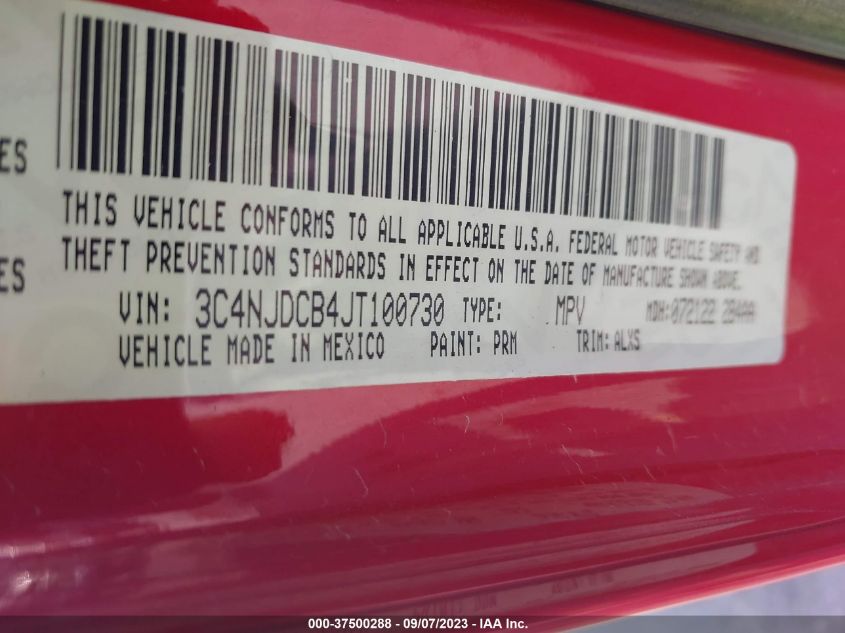 ES
THIS VEHICLE CONFORMS TO ALL APPLICABLE U.S.A. FEDERAL MOTOR VEHICLE SAFETY AND
THEFT PREVENTION STANDARDS IN EFFECT ON THE DATE OF MANUFACTURE SHOWN ABOVE.
ES
VIN: 3C4NJDCB4JT100730 TYPE: MPV MDH: 072122 284AA
VEHICLE MADE IN MEXICO PAINT: PRM TRIM: ALXS
000-37500288 - 09/07/2023 - IAA Inc.